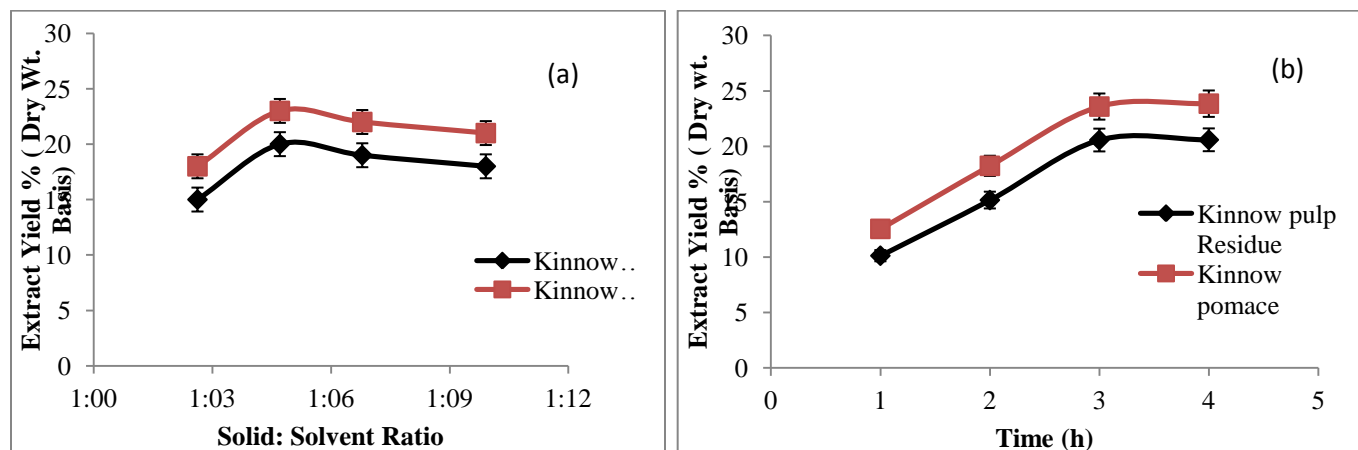 (a)
Extract Yield % ( Dry Wt.
Basis)
30
25
20
15
10
5
0
1:00 1:03 1:06 1:09 1:12
Solid: Solvent Ratio
Kinnow..
Kinnow..
(b)
Extract Yield % ( Dry wt.
Basis)
30
25
20
15
10
5
0
0 1 2 3 4 5
Time (h)
Kinnow pulp
Residue
Kinnow
pomace